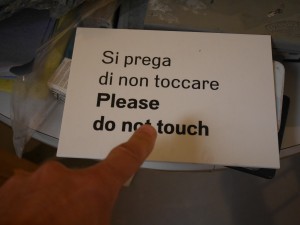 Si prega
di non toccare
Please
do not touch